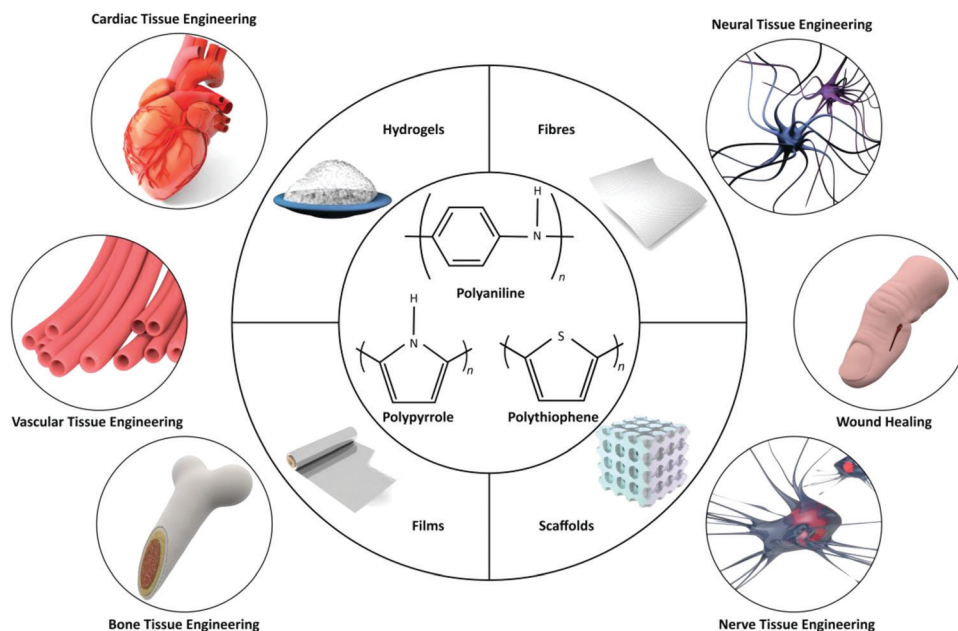 Cardiac Tissue Engineering
Neural Tissue Engineering
Hydrogels
Fibres
H
N
n
Polyaniline
H
N
n
S
n
Polypyrrole
Polythiophene
Vascular Tissue Engineering
Wound Healing
Films
Scaffolds
Bone Tissue Engineering
Nerve Tissue Engineering